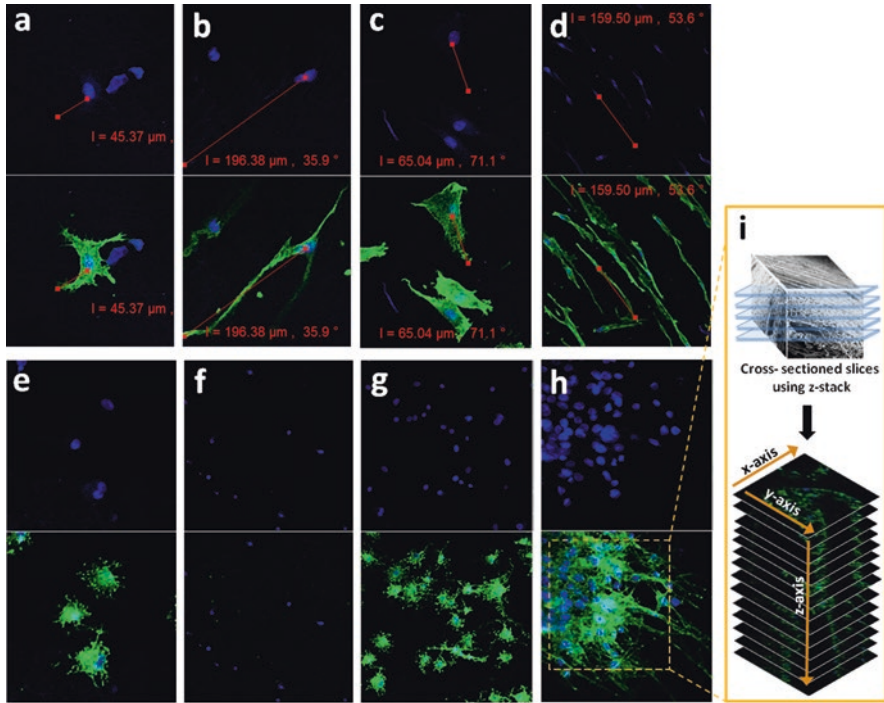 a
b
c
d
l = 159.50 µm , 53.6 °
l = 45.37 µm ,
l = 196.38 µm , 35.9 °
l = 65.04 µm , 71.1 °
l = 159.50 µm , 53.6 °
l = 45.37 µm ,
l = 196.38 µm , 35.9 °
l = 65.04 µm , 71.1 °
e
f
g
h
i
Cross- sectioned slices
using z-stack
x-axis
y-axis
z-axis